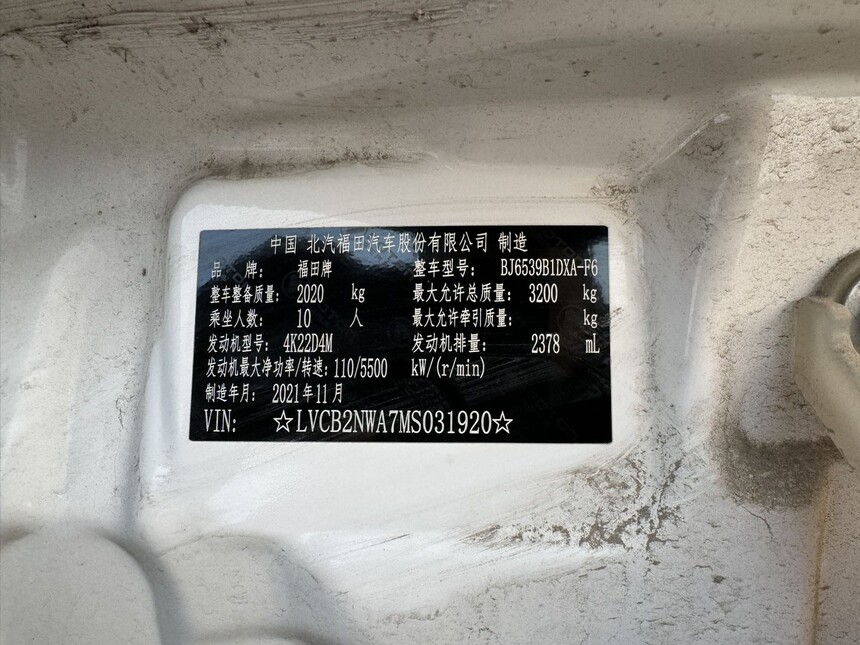 中国 北汽福田汽车股份有限公司 制造
品 牌： 福田牌 整车型号： BJ6539B1DXA-F6
整车整备质量： 2020 kg 最大允许总质量： 3200 kg
乘坐人数： 10 人 最大允许牵引质量： kg
发动机型号： 4K22D4M 发动机排量： 2378 mL
发动机最大净功率/转速：110/5500 kW/(r/min)
制造年月： 2021年11月
VIN: ☆LVCB2NWA7MS031920☆